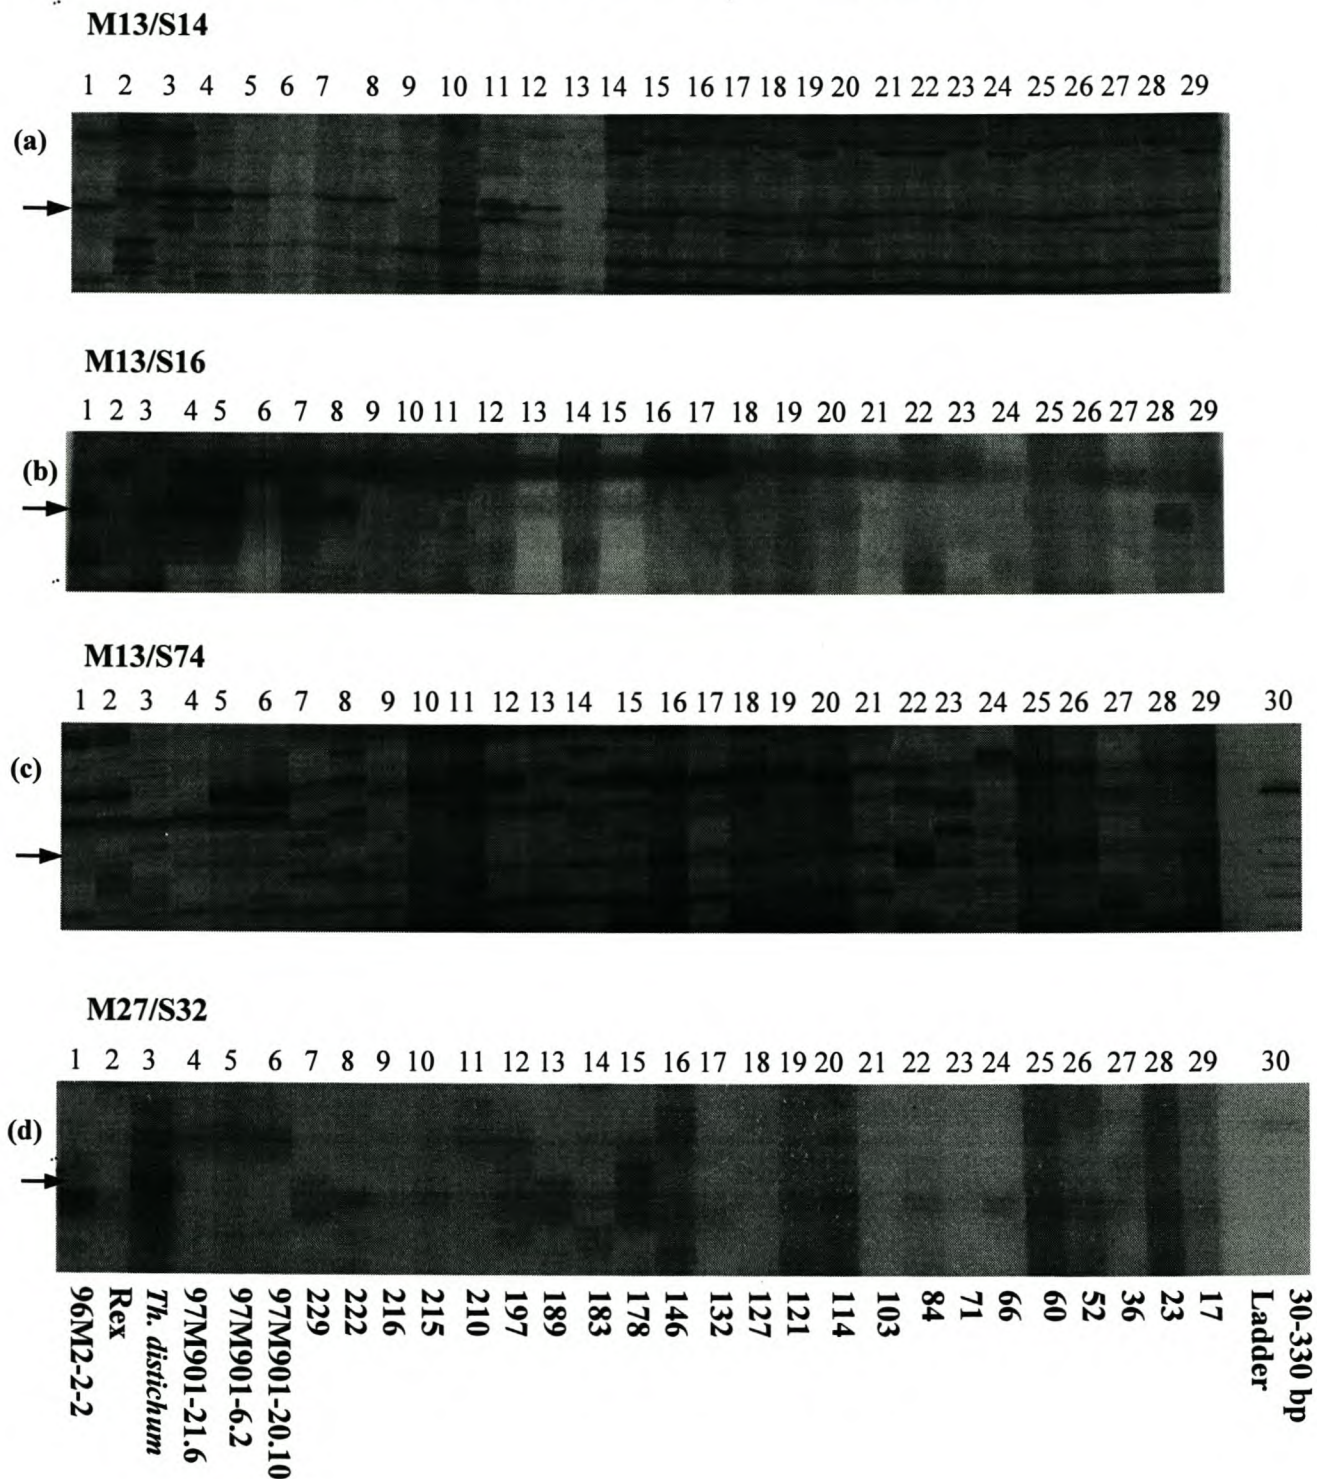 M13/S14
1 2 3 4 5 6 7 8 9 10 11 12 13 14 15 16 17 18 19 20 21 22 23 24 25 26 27 28 29
(a)
M13/S16
1 2 3 4 5 6 7 8 9 10 11 12 13 14 15 16 17 18 19 20 21 22 23 24 25 26 27 28 29
(b)
M13/S74
1 2 3 4 5 6 7 8 9 10 11 12 13 14 15 16 17 18 19 20 21 22 23 24 25 26 27 28 29 30
(c)
M27/S32
1 2 3 4 5 6 7 8 9 10 11 12 13 14 15 16 17 18 19 20 21 22 23 24 25 26 27 28 29 30
(d)
96M2-2-2
Rex
Th. distichum
97M901-21.6
97M901-6.2
97M901-20.10
229
222
216
215
210
197
189
183
178
146
132
127
121
114
103
84
71
66
60
52
36
23
17
30-330 bp
Ladder